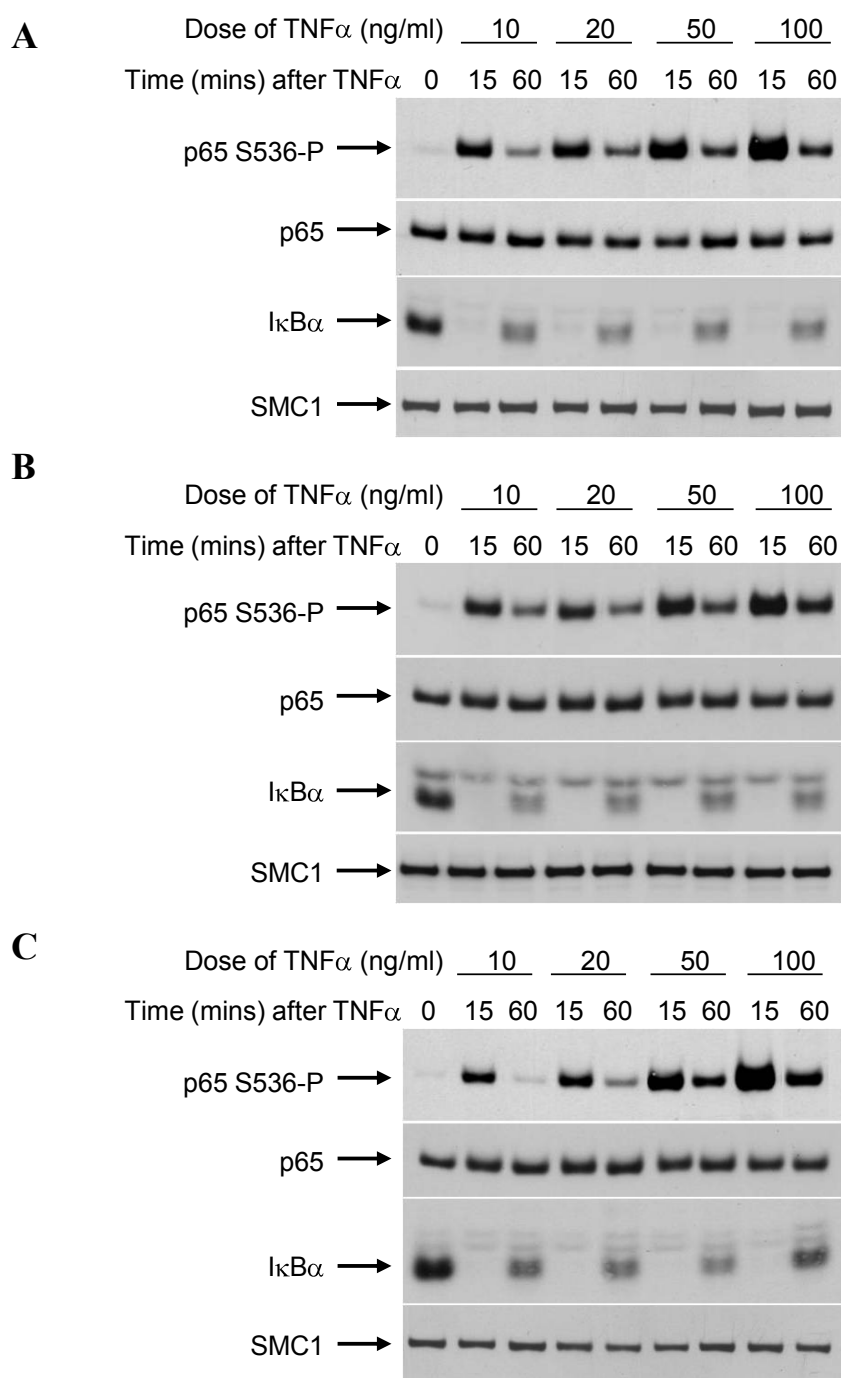 A
Dose of TNFα (ng/ml) 10 20 50 100
Time (mins) after TNFα 0 15 60 15 60 15 60 15 60
p65 S536-P
p65
IκBα
SMC1
B
Dose of TNFα (ng/ml) 10 20 50 100
Time (mins) after TNFα 0 15 60 15 60 15 60 15 60
p65 S536-P
p65
IκBα
SMC1
C
Dose of TNFα (ng/ml) 10 20 50 100
Time (mins) after TNFα 0 15 60 15 60 15 60 15 60
p65 S536-P
p65
IκBα
SMC1